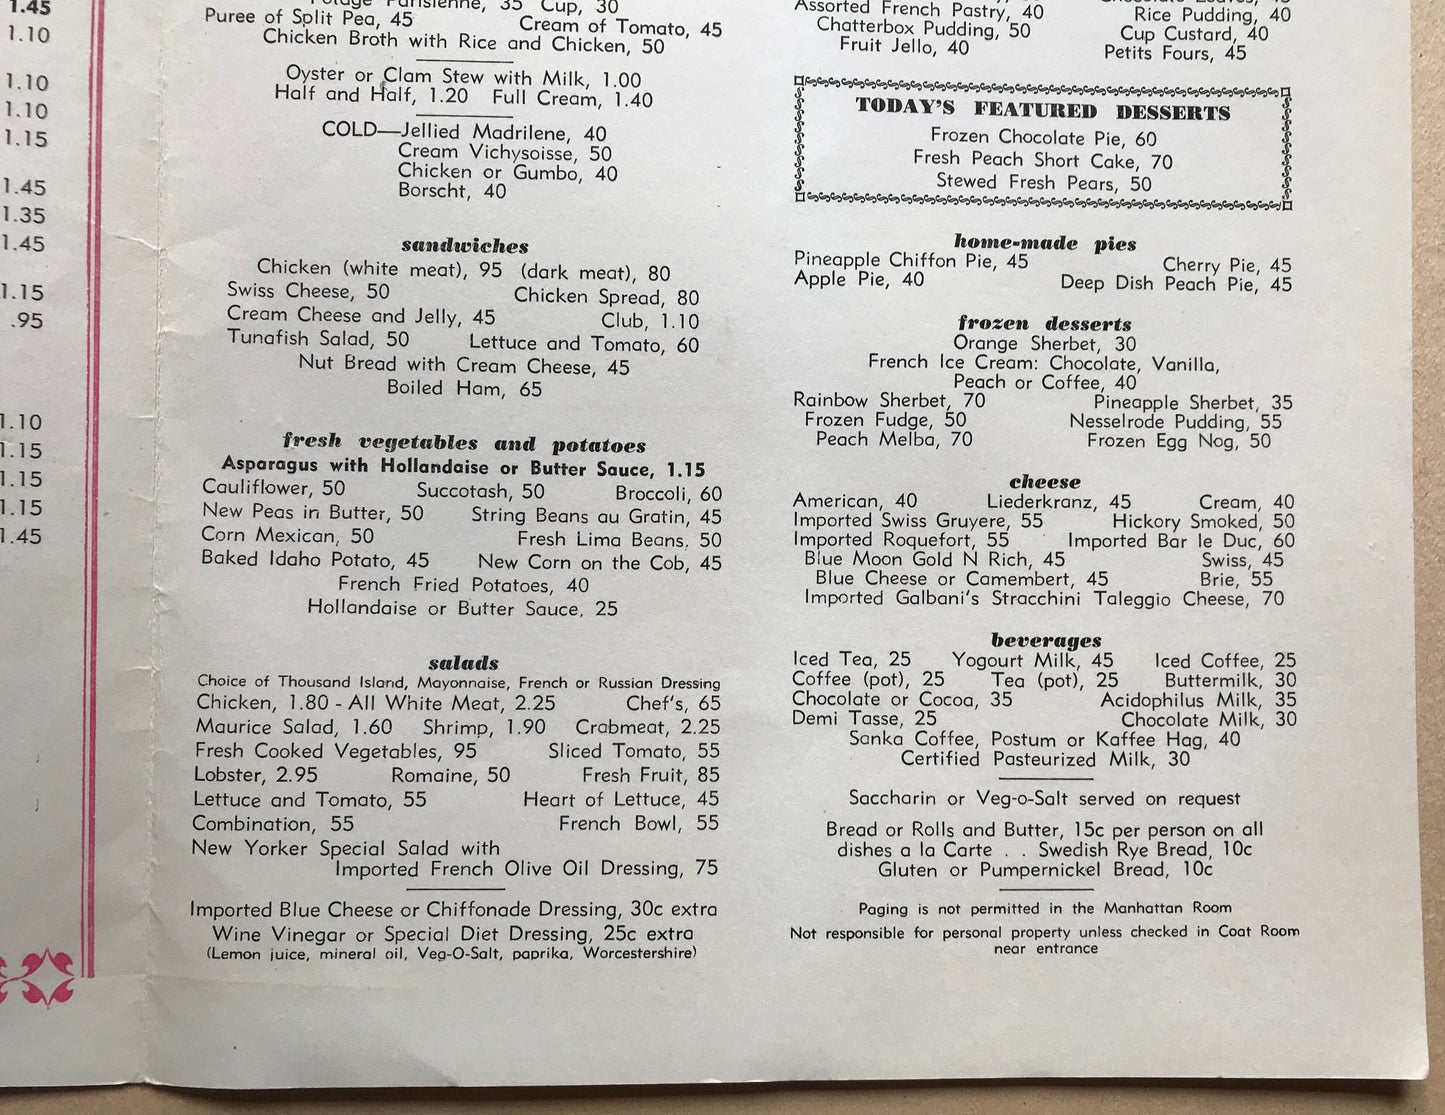 1.45
1.10
1.10
1.10
1.15
1.45
1.35
1.45
1.15
.95
1.10
1.15
1.15
1.15
1.45
Parisienne, 35 Cup, 30
Puree of Split Pea, 45 Cream of Tomato, 45
Chicken Broth with Rice and Chicken, 50
Oyster or Clam Stew with Milk, 1.00
Half and Half, 1.20 Full Cream, 1.40
COLD—Jellied Madrilene, 40
Cream Vichysoisse, 50
Chicken or Gumbo, 40
Borscht, 40
sandwiches
Chicken (white meat), 95 (dark meat), 80
Swiss Cheese, 50 Chicken Spread, 80
Cream Cheese and Jelly, 45 Club, 1.10
Tunafish Salad, 50 Lettuce and Tomato, 60
Nut Bread with Cream Cheese, 45
Boiled Ham, 65
fresh vegetables and potatoes
Asparagus with Hollandaise or Butter Sauce, 1.15
Cauliflower, 50 Succotash, 50 Broccoli, 60
New Peas in Butter, 50 String Beans au Gratin, 45
Corn Mexican, 50 Fresh Lima Beans. 50
Baked Idaho Potato, 45 New Corn on the Cob, 45
French Fried Potatoes, 40
Hollandaise or Butter Sauce. 25
salads
Choice of Thousand Island, Mayonnaise, French or Russian Dressing
Chicken, 1.80 - All White Meat, 2.25 Chef's, 65
Maurice Salad, 1.60 Shrimp, 1.90 Crabmeat, 2.25
Fresh Cooked Vegetables, 95 Sliced Tomato, 55
Lobster, 2.95 Romaine, 50 Fresh Fruit, 85
Lettuce and Tomato, 55 Heart of Lettuce, 45
Combination, 55 French Bowl, 55
New Yorker Special Salad with
Imported French Olive Oil Dressing, 75
Imported Blue Cheese or Chiffonade Dressing, 30c extra
Wine Vinegar or Special Diet Dressing, 25c extra
(Lemon juice, mineral oil, Veg-O-Salt, paprika, Worcestershire)
Assorted French Pastry, 40 Rice Pudding, 40
Chatterbox Pudding, 50 Cup Custard, 40
Fruit Jello, 40 Petits Fours, 45
TODAY'S FEATURED DESSERTS
Frozen Chocolate Pie, 60
Fresh Peach Short Cake, 70
Stewed Fresh Pears, 50
home-made pies
Pineapple Chiffon Pie, 45 Cherry Pie, 45
Apple Pie, 40 Deep Dish Peach Pie, 45
frozen desserts
Orange Sherbet, 30
French Ice Cream: Chocolate, Vanilla,
Peach or Coffee, 40
Rainbow Sherbet, 70 Pineapple Sherbet, 35
Frozen Fudge, 50 Nesselrode Pudding, 55
Peach Melba, 70 Frozen Egg Nog, 50
cheese
American, 40 Liederkranz, 45 Cream, 40
Imported Swiss Gruyere, 55 Hickory Smoked, 50
Imported Roquefort, 55 Imported Bar le Duc, 60
Blue Moon Gold N Rich, 45 Swiss, 45
Blue Cheese or Camembert, 45 Brie, 55
Imported Galbani's Stracchini Taleggio Cheese, 70
beverages
Iced Tea, 25 Yogourt Milk, 45 Iced Coffee, 25
Coffee (pot), 25 Tea (pot), 25 Buttermilk, 30
Chocolate or Cocoa, 35 Acidophilus Milk, 35
Demi Tasse, 25 Chocolate Milk, 30
Sanka Coffee, Postum or Kaffee Hag, 40
Certified Pasteurized Milk, 30
Saccharin or Veg-o-Salt served on request
Bread or Rolls and Butter, 15c per person on all
dishes a la Carte . . Swedish Rye Bread, 10c
Gluten or Pumpernickel Bread, 10c
Paging is not permitted in the Manhattan Room
Not responsible for personal property unless checked in Coat Room
near entrance